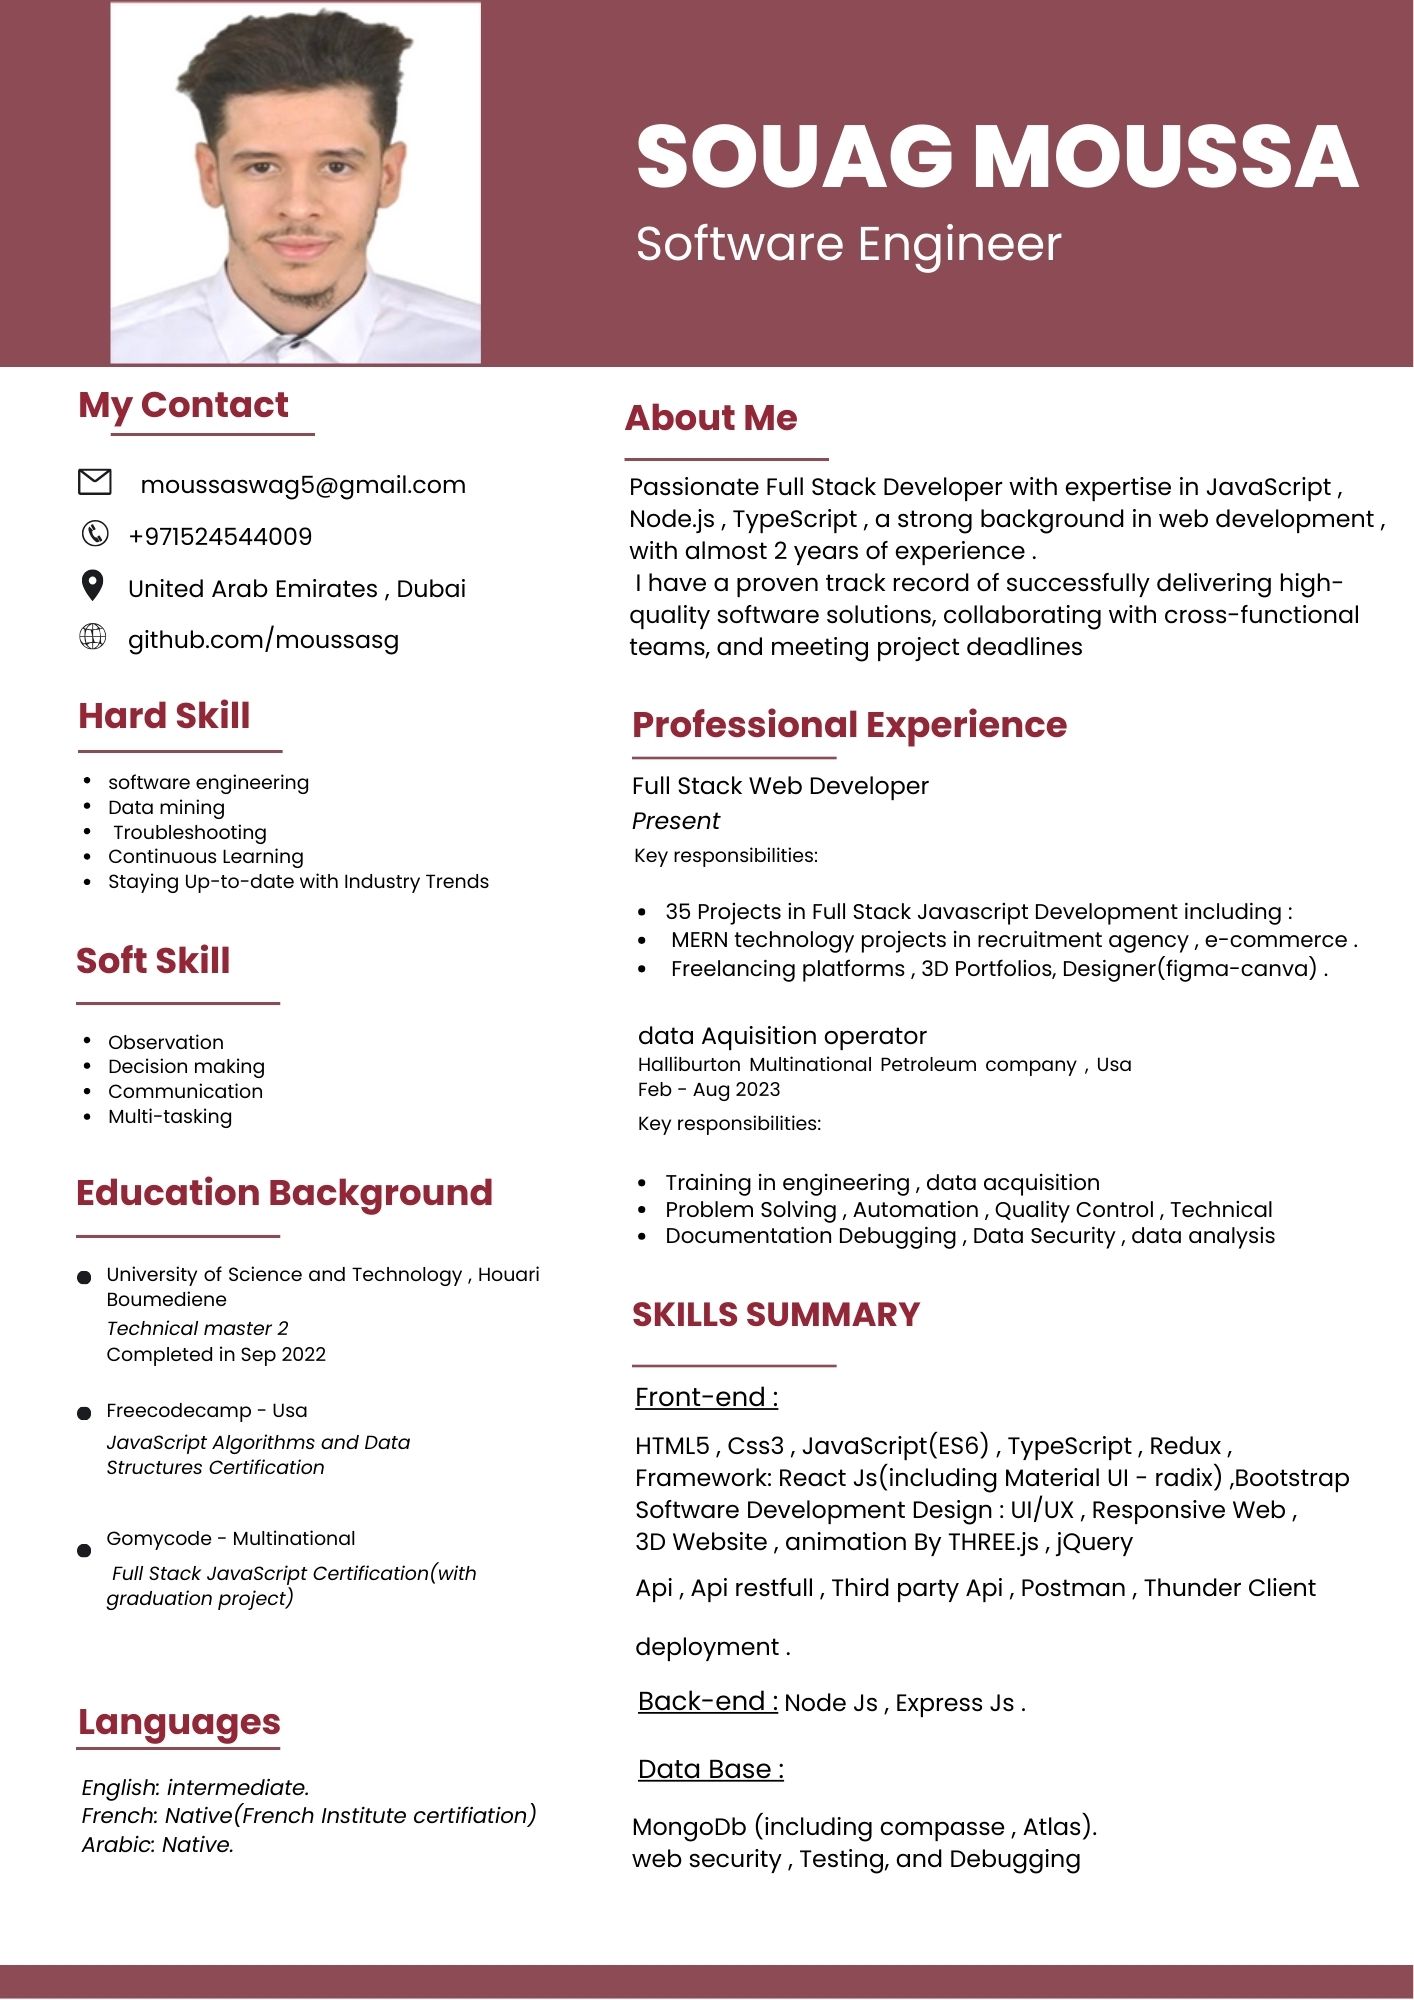 SOUAG MOUSSA
Software Engineer
My Contact
moussaswag5@gmail.com
+971524544009
United Arab Emirates , Dubai
github.com/moussasg
Hard Skill
software engineering
Data mining
Troubleshooting
Continuous Learning
Staying Up-to-date with Industry Trends
Soft Skill
Observation
Decision making
Communication
Multi-tasking
Education Background
University of Science and Technology , Houari
Boumediene
Technical master 2
Completed in Sep 2022
Freecodecamp - Usa
JavaScript Algorithms and Data
Structures Certification
Gomycode - Multinational
Full Stack JavaScript Certification(with
graduation project)
Languages
English: intermediate.
French: Native(French Institute certifiation)
Arabic: Native.
About Me
Passionate Full Stack Developer with expertise in JavaScript ,
Node.js , TypeScript , a strong background in web development ,
with almost 2 years of experience .
I have a proven track record of successfully delivering high-
quality software solutions, collaborating with cross-functional
teams, and meeting project deadlines
Professional Experience
Full Stack Web Developer
Present
Key responsibilities:
35 Projects in Full Stack Javascript Development including :
MERN technology projects in recruitment agency , e-commerce .
Freelancing platforms , 3D Portfolios, Designer(figma-canva) .
data Aquisition operator
Halliburton Multinational Petroleum company , Usa
Feb - Aug 2023
Key responsibilities:
Training in engineering , data acquisition
Problem Solving , Automation , Quality Control , Technical
Documentation Debugging , Data Security , data analysis
SKILLS SUMMARY
Front-end :
HTML5 , Css3 , JavaScript(ES6) , TypeScript , Redux ,
Framework: React Js(including Material UI - radix) ,Bootstrap
Software Development Design : UI/UX , Responsive Web ,
3D Website , animation By THREE.js , jQuery
Api , Api restfull , Third party Api , Postman , Thunder Client
deployment .
Back-end : Node Js , Express Js .
Data Base :
MongoDb (including compasse , Atlas).
web security , Testing, and Debugging